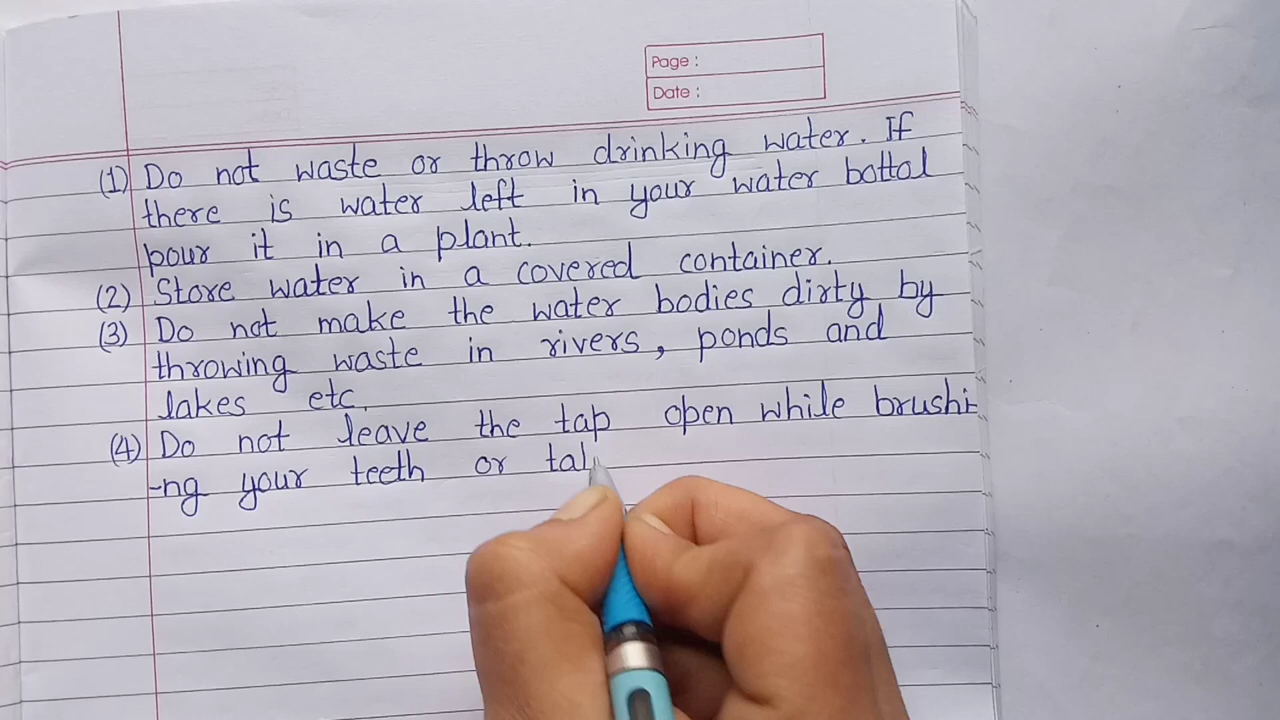 Page :
Date :
(1) Do not waste or throw drinking water. If
there is water left in your water bottol
pour it in a plant.
(2) Store water in a covered container.
(3) Do not make the water bodies dirty by
throwing waste in rivers, ponds and
lakes etc.
(4) Do not leave the tap open while brushi
-ng your teeth or